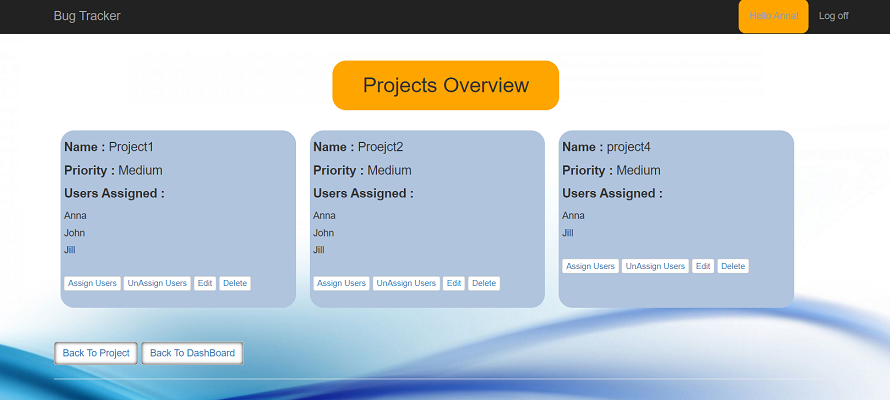 Bug Tracker
Hello Anna!
Log off
Projects Overview
Name : Project1
Priority : Medium
Users Assigned :
Anna
John
Jill
Assign Users UnAssign Users Edit Delete
Name : Proejct2
Priority : Medium
Users Assigned :
Anna
John
Jill
Assign Users UnAssign Users Edit Delete
Name : project4
Priority : Medium
Users Assigned :
Anna
Jill
Assign Users UnAssign Users Edit Delete
Back To Project Back To DashBoard